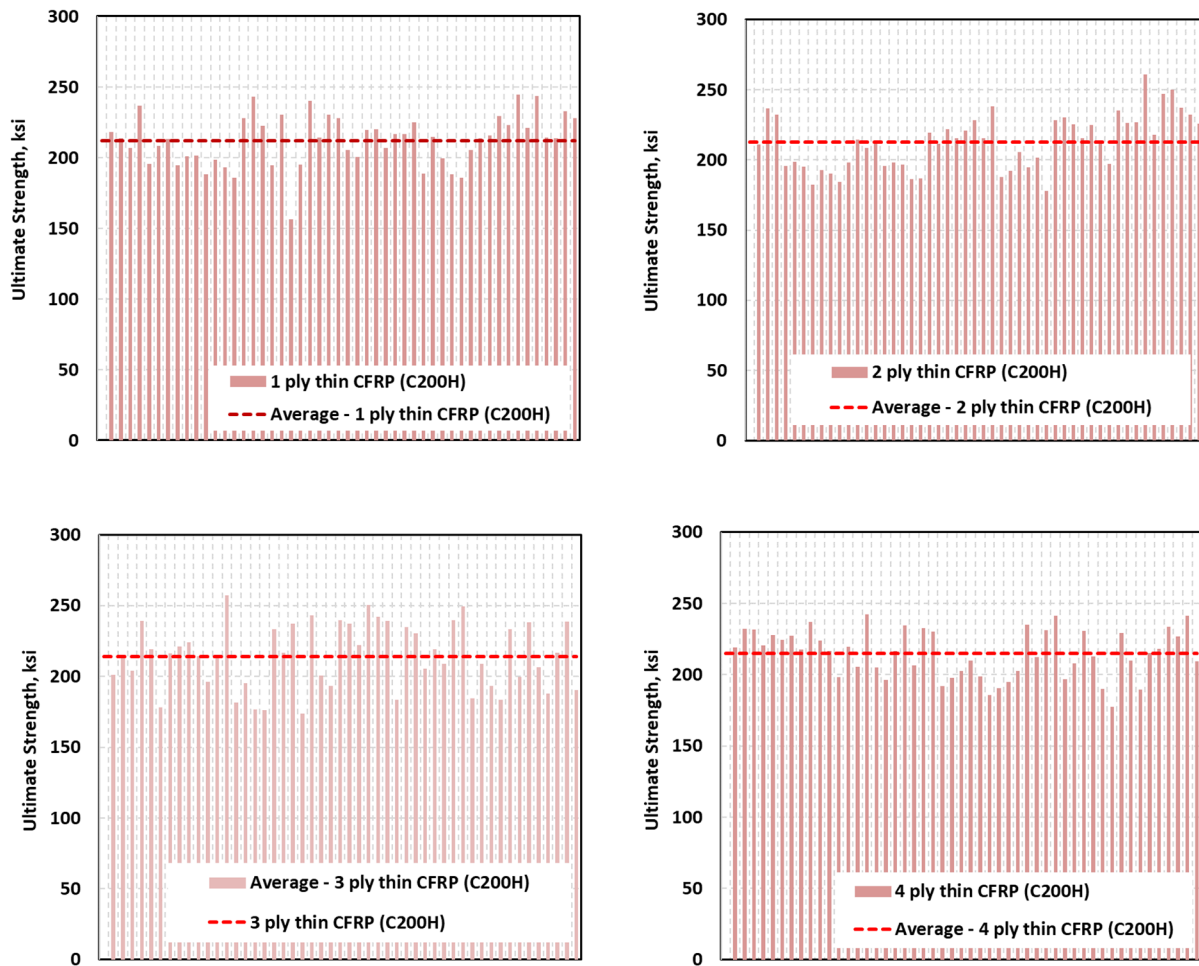 300
250
200
150
100
50
0
Ultimate Strength, ksi
1 ply thin CFRP (C200H)
Average - 1 ply thin CFRP (C200H)
300
250
200
150
100
50
0
Ultimate Strength, ksi
2 ply thin CFRP (C200H)
Average - 2 ply thin CFRP (C200H)
300
250
200
150
100
50
0
Ultimate Strength, ksi
Average - 3 ply thin CFRP (C200H)
3 ply thin CFRP (C200H)
300
250
200
150
100
50
0
Ultimate Strength, ksi
4 ply thin CFRP (C200H)
Average - 4 ply thin CFRP (C200H)